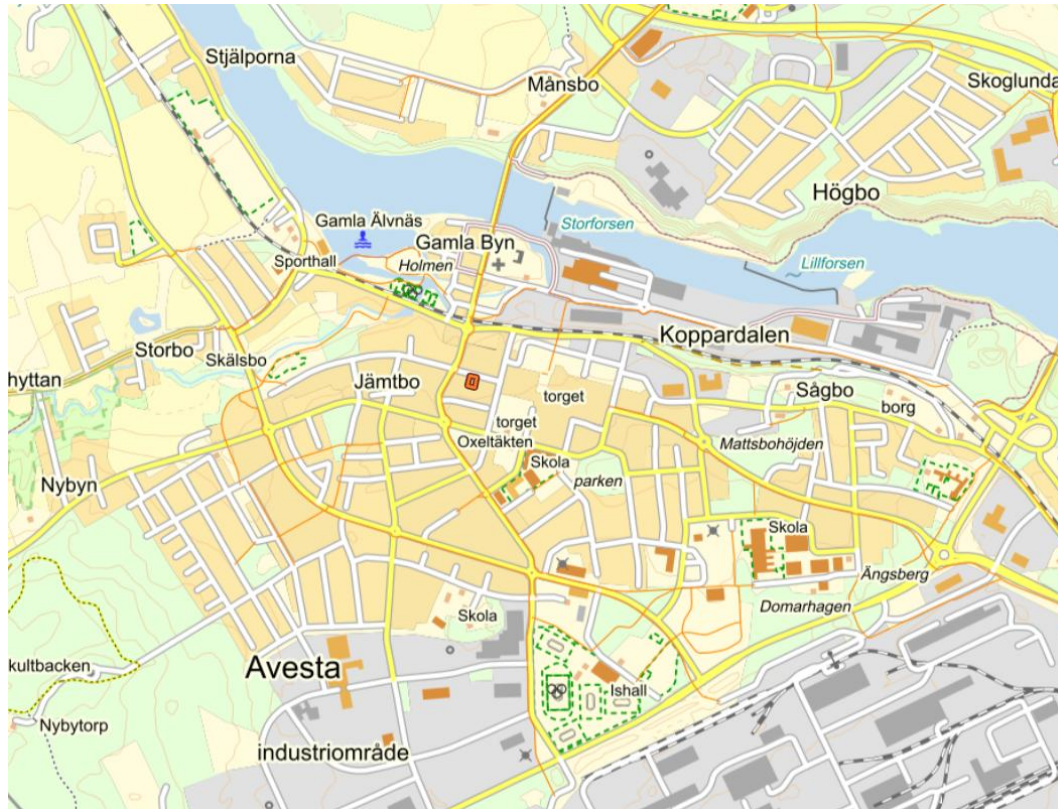 Stjälporna
Månsbo
Skoglunda
Högbo
Gamla Älvnäs
Storforsen
Gamla Byn
Sporthall
Holmen
Lillforsen
Koppardalen
Storbo
Skälsbo
hyttan
Jämtbo
torget
Sågbo
borg
torget
Oxeltäkten
Mattsbohöjden
Skola
parken
Nybyn
Skola
Ängsberg
Domarhagen
Skola
kultbacken
Avesta
Ishall
Nybytorp
industriområde